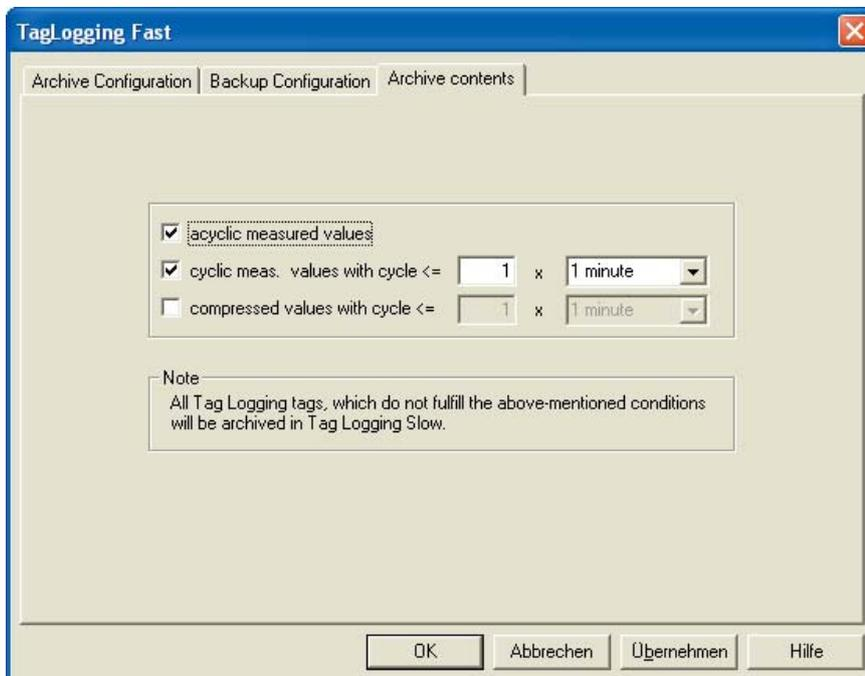 TagLogging Fast
Archive Configuration Backup Configuration Archive contents
acyclic measured values
cyclic meas. values with cycle <= 1 x 1 minute
compressed values with cycle <= 1 x 1 minute
Note
All Tag Logging tags, which do not fulfill the above-mentioned conditions
will be archived in Tag Logging Slow.
OK Abbrechen Übernehmen Hilfe